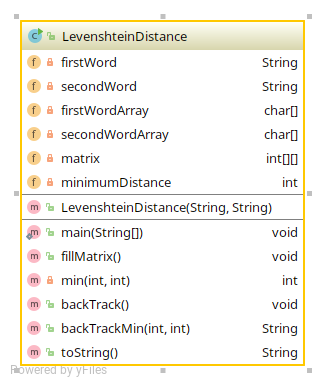 C LevenshteinDistance
f firstWord String
f secondWord String
f firstWordArray char[]
f secondWordArray char[]
f matrix int[][]
f minimumDistance int
m LevenshteinDistance(String, String)
m main(String[]) void
m fillMatrix() void
m min(int, int) int
m backTrack() void
m backTrackMin(int, int) String
m toString() String
Powered by yFiles